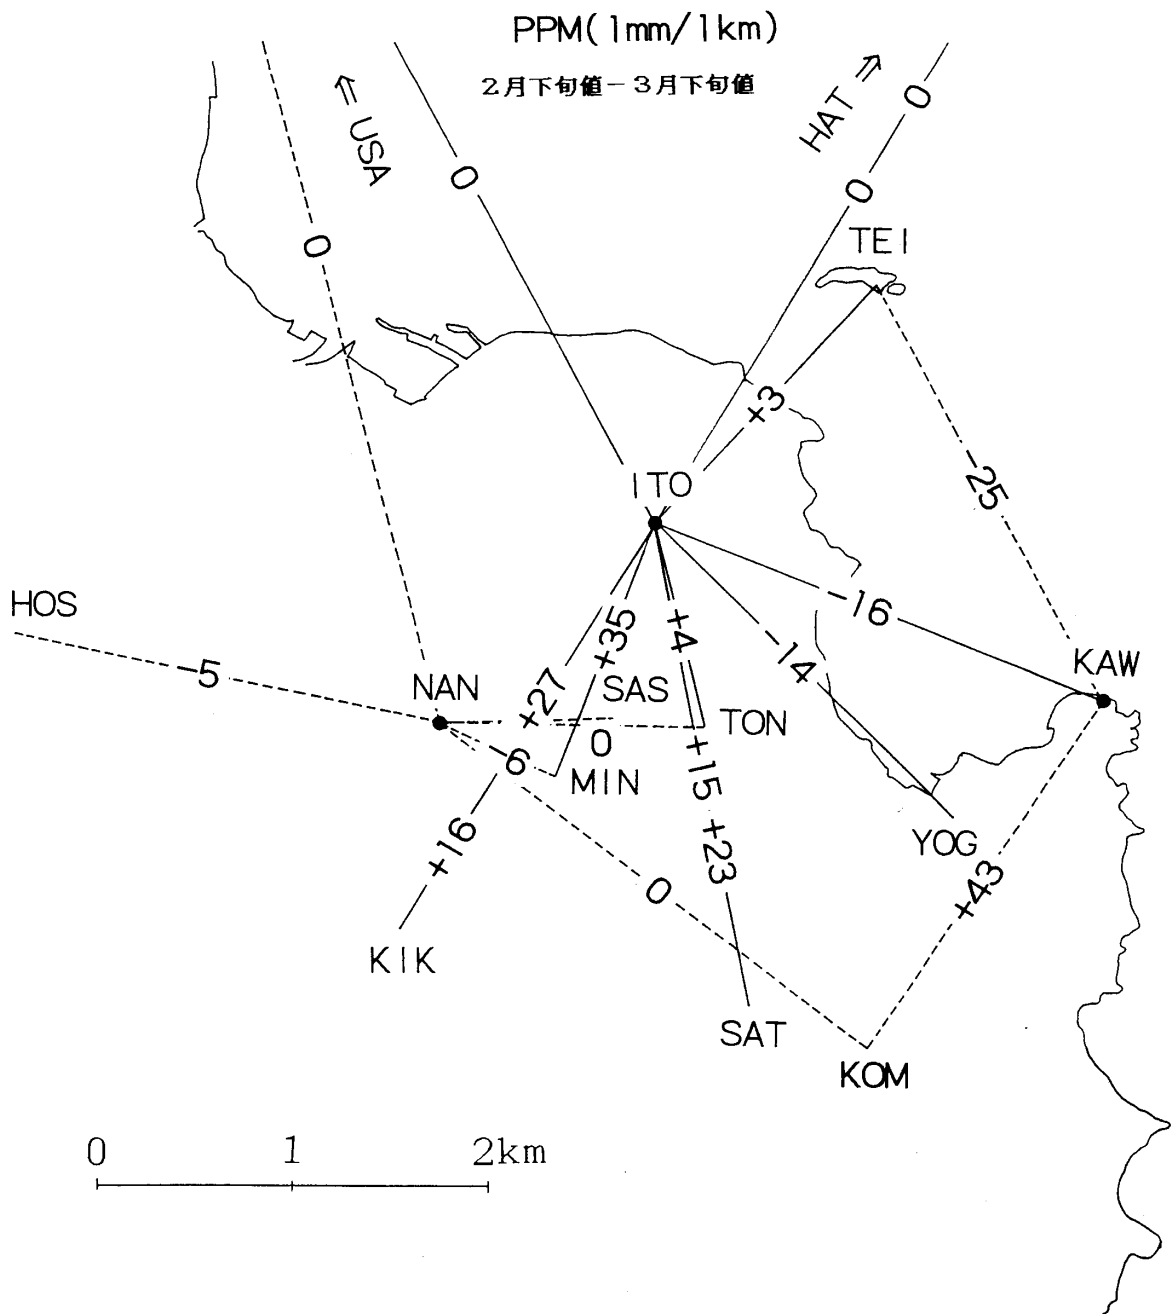 PPM(1mm/1km)
2月下旬値－3月下旬値
⇐ USA
HAT ⇒
0
0
0
0
0
TEI
+3
-25
ITO
HOS
-5
NAN
+27
+35
SAS
+4
-14
-16
KAW
TON
0
6
MIN
+15
+16
+23
0
YOG
+43
KIK
SAT
KOM
0 1 2km